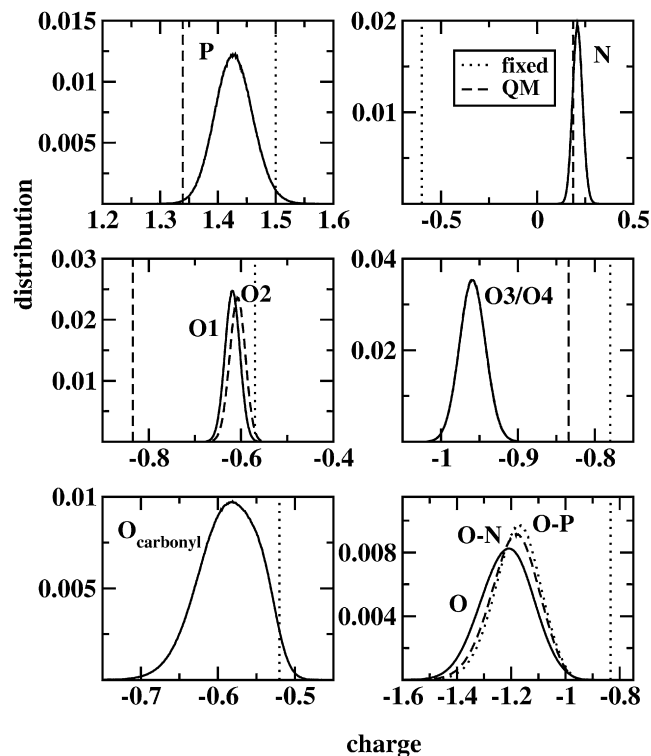 distribution
0.015
0.010
0.005
P
1.2
1.3
1.4
1.5
1.6
0.02
0.01
fixed
QM
N
-0.5
0
0.5
0.03
0.02
0.01
O1
O2
-0.8
-0.6
-0.4
0.04
0.02
O3/O4
-1
-0.9
-0.8
0.01
0.005
O carbonyl
-0.7
-0.6
-0.5
0.008
0.004
O-N
O-P
O
-1.6
-1.4
-1.2
-1
-0.8
charge